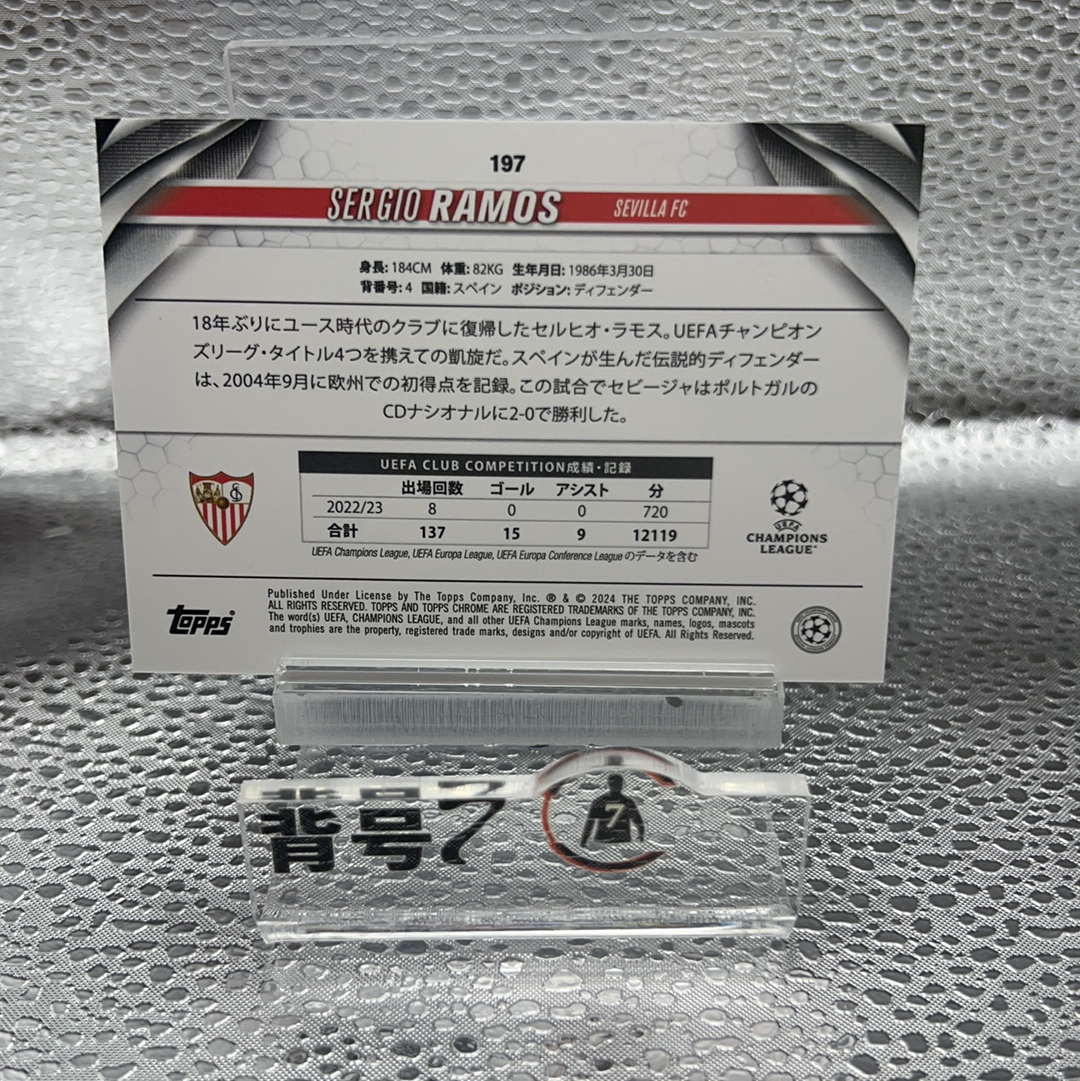 197
SERGIO RAMOS SEVILLA FC
身長: 184CM 体重: 82KG 生年月日: 1986年3月30日
背番号: 4 国籍: スペイン ポジション: ディフェンダー
18年ぶりにユース時代のクラブに復帰したセルヒオ・ラモス。UEFAチャンピオン
ズリーグ・タイトル4つを携えての凱旋だ。スペインが生んだ伝説的ディフェンダー
は、2004年9月に欧州での初得点を記録。この試合でセビージャはポルトガルの
CDナシオナルに2-0で勝利した。
UEFA CLUB COMPETITION成績・記録
出場回数 ゴール アシスト 分
2022/23 8 0 0 720
合計 137 15 9 12119
UEFA Champions League, UEFA Europa League, UEFA Europa Conference League のデータを含む
UEFA
CHAMPIONS
LEAGUE
topps
Published Under License by The Topps Company, Inc. ® & © 2024 THE TOPPS COMPANY, INC.
ALL RIGHTS RESERVED. TOPPS AND TOPPS CHROME ARE REGISTERED TRADEMARKS OF THE TOPPS COMPANY, INC.
The word(s) UEFA, CHAMPIONS LEAGUE, and all other UEFA Champions League marks, names, logos, mascots
and trophies are the property, registered trade marks, designs and/or copyright of UEFA. All Rights Reserved.
背号7
7